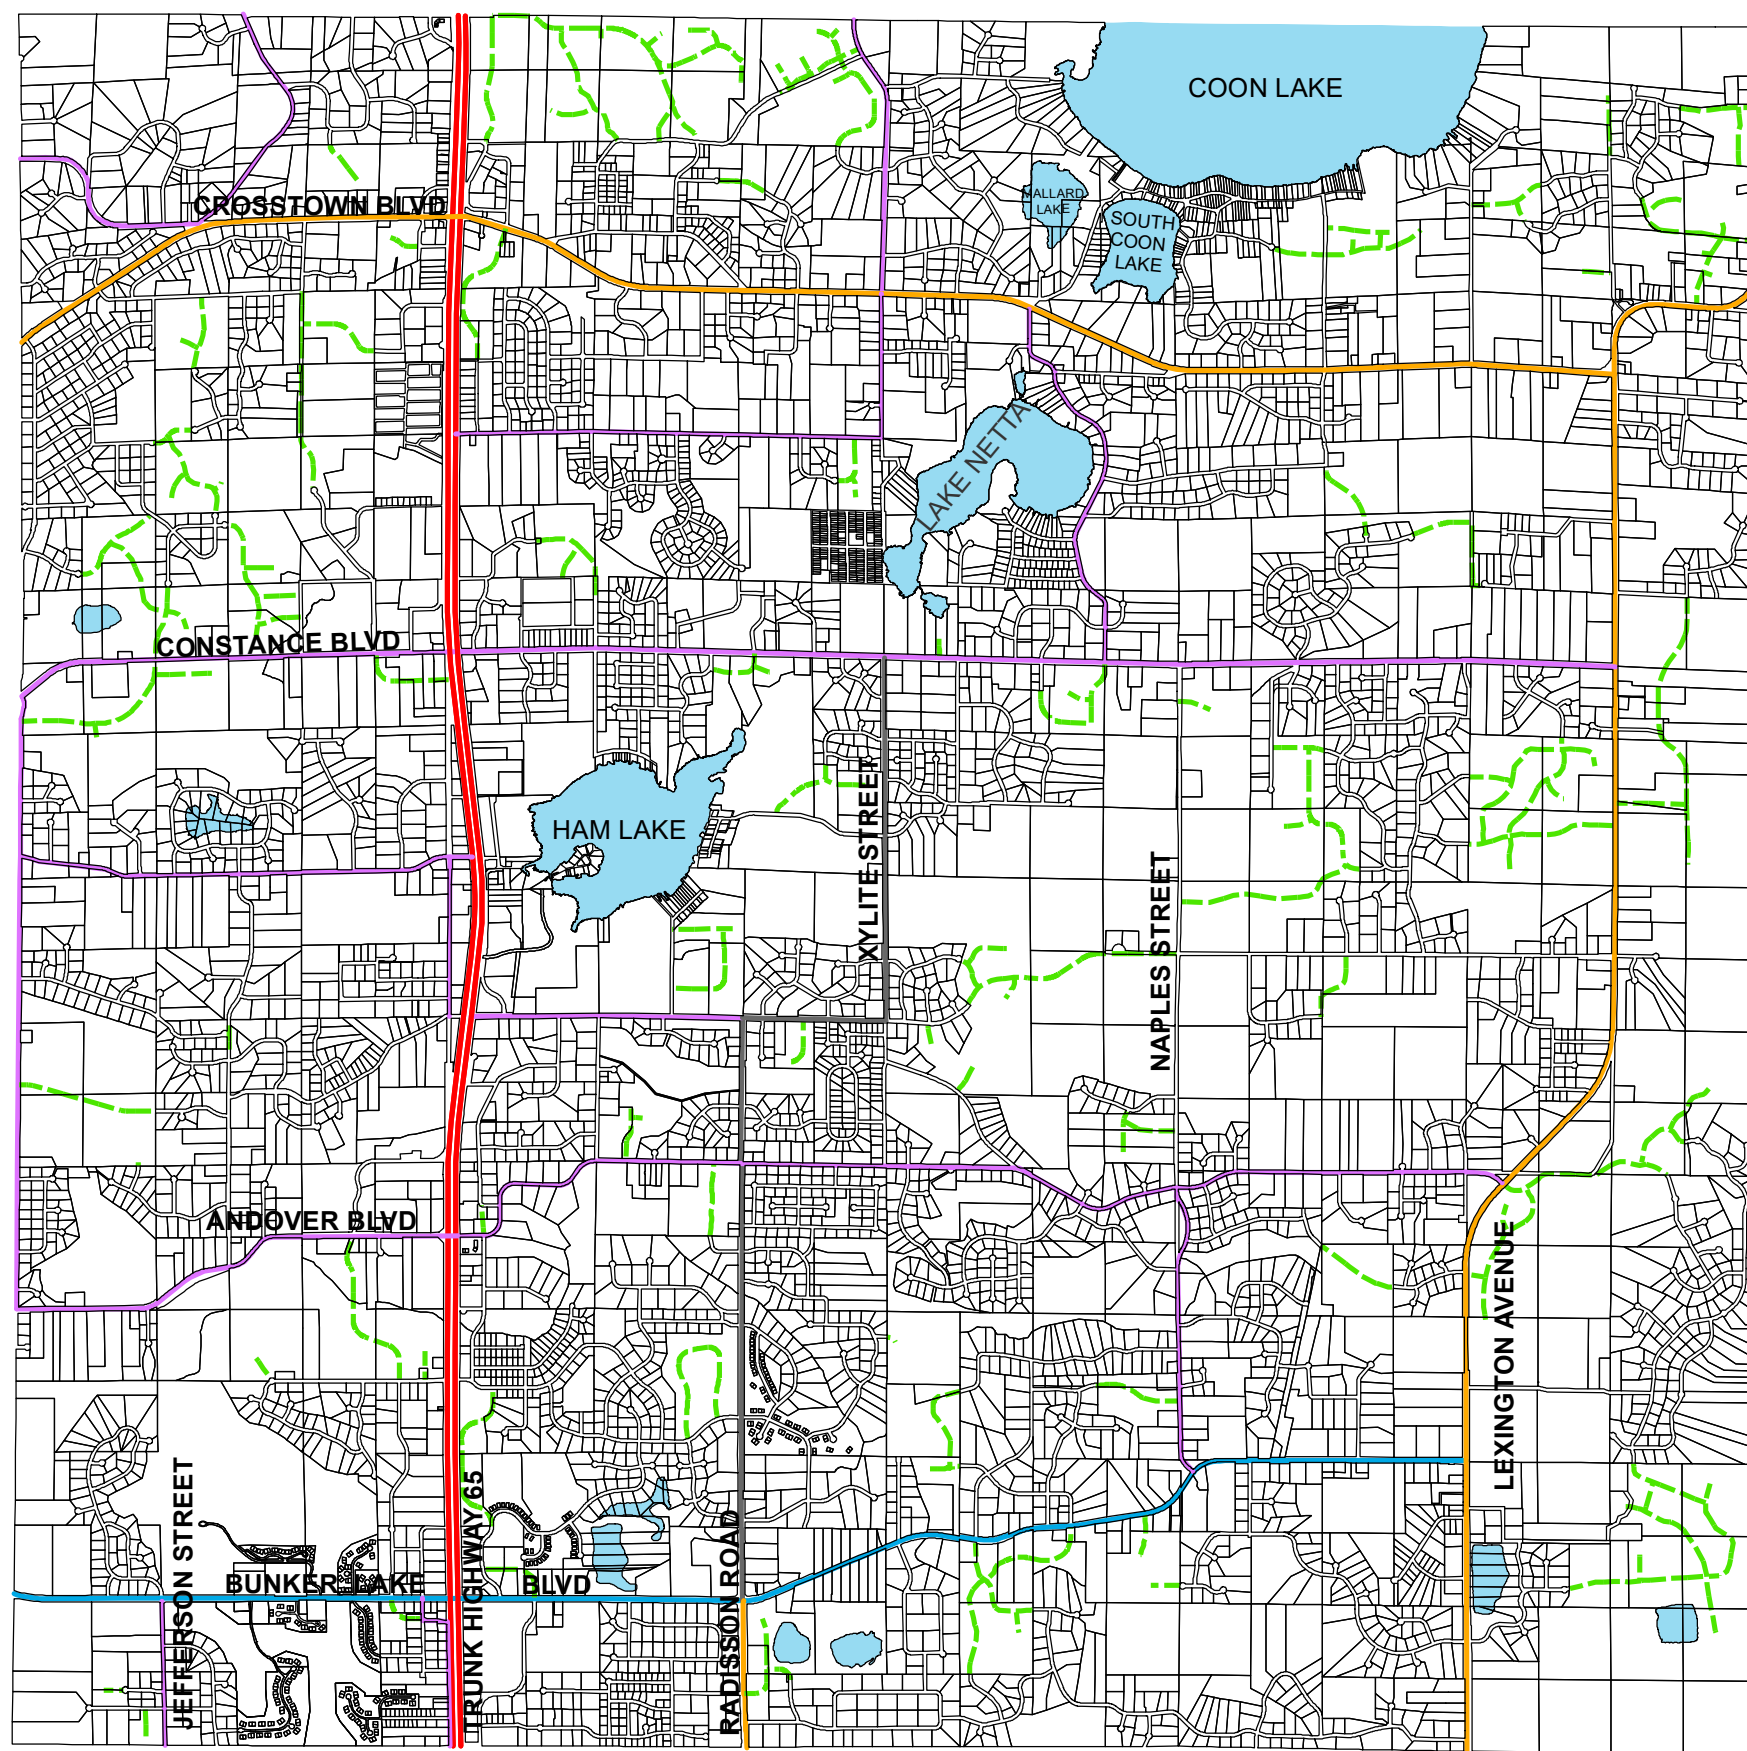 COON LAKE
MALLARD
LAKE
CROSSTOWN BLVD
SOUTH
COON
LAKE
LAKE NETTA
CONSTANCE BLVD
HAM LAKE
XYLITE STREET
NAPLES STREET
ANDOVER BLVD
LEXINGTON AVENUE
JEFFERSON STREET
TRUNK HIGHWAY 65
RADISSON ROAD
BUNKER LAKE BLVD